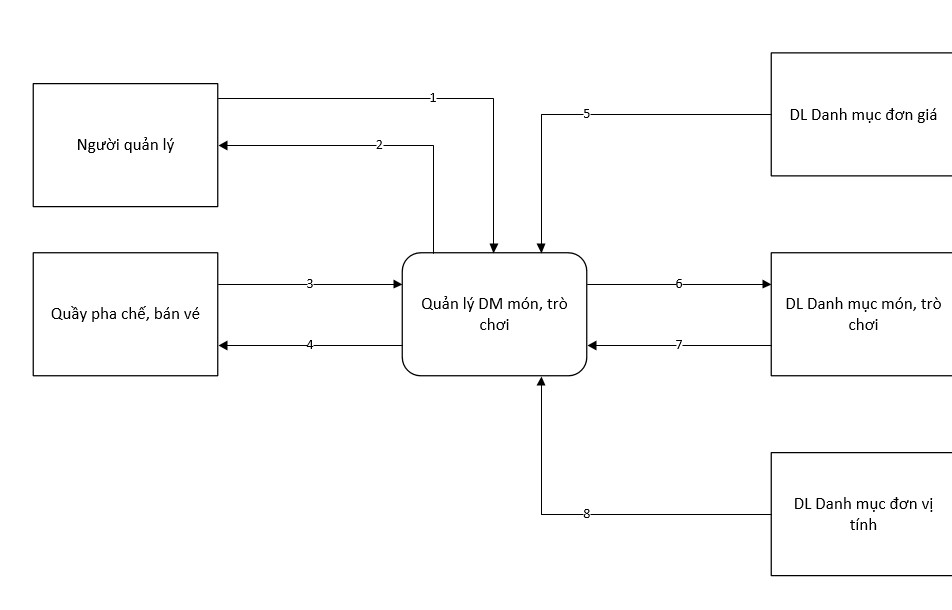 1
DL Danh mục đơn giá
5
Người quản lý
2
3
Quản lý DM món, trò
chơi
6
DL Danh mục món, trò
chơi
Quầy pha chế, bán vé
4
7
DL Danh mục đơn vị
tính
8